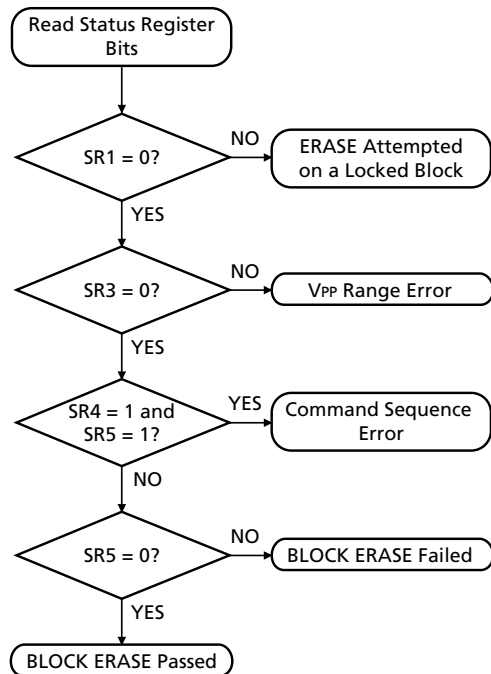 Read Status Register
Bits
SR1 = 0?
NO
ERASE Attempted
on a Locked Block
YES
SR3 = 0?
NO
VPP Range Error
YES
SR4 = 1 and
SR5 = 1?
YES
Command Sequence
Error
NO
SR5 = 0?
NO
BLOCK ERASE Failed
YES
BLOCK ERASE Passed